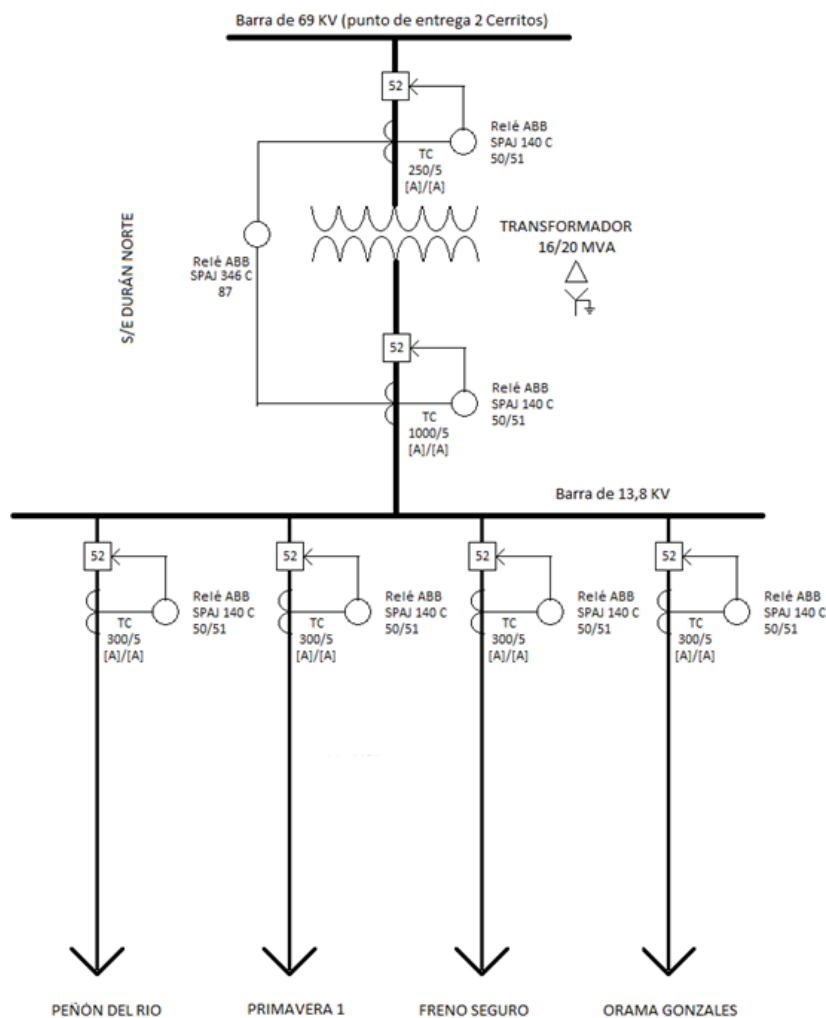 Barra de 69 KV (punto de entrega 2 Cerritos)
52
Relé ABB
SPAJ 140 C
50/51
TC
250/5
[A]/[A]
S/E DURÁN NORTE
Relé ABB
SPAJ 346 C
87
TRANSFORMADOR
16/20 MVA
52
Relé ABB
SPAJ 140 C
50/51
TC
1000/5
[A]/[A]
Barra de 13,8 KV
52
Relé ABB
SPAJ 140 C
50/51
TC
300/5
[A]/[A]
52
Relé ABB
SPAJ 140 C
50/51
TC
300/5
[A]/[A]
52
Relé ABB
SPAJ 140 C
50/51
TC
300/5
[A]/[A]
52
Relé ABB
SPAJ 140 C
50/51
TC
300/5
[A]/[A]
PEÑÓN DEL RIO
PRIMAVERA 1
FRENO SEGURO
ORAMA GONZALES